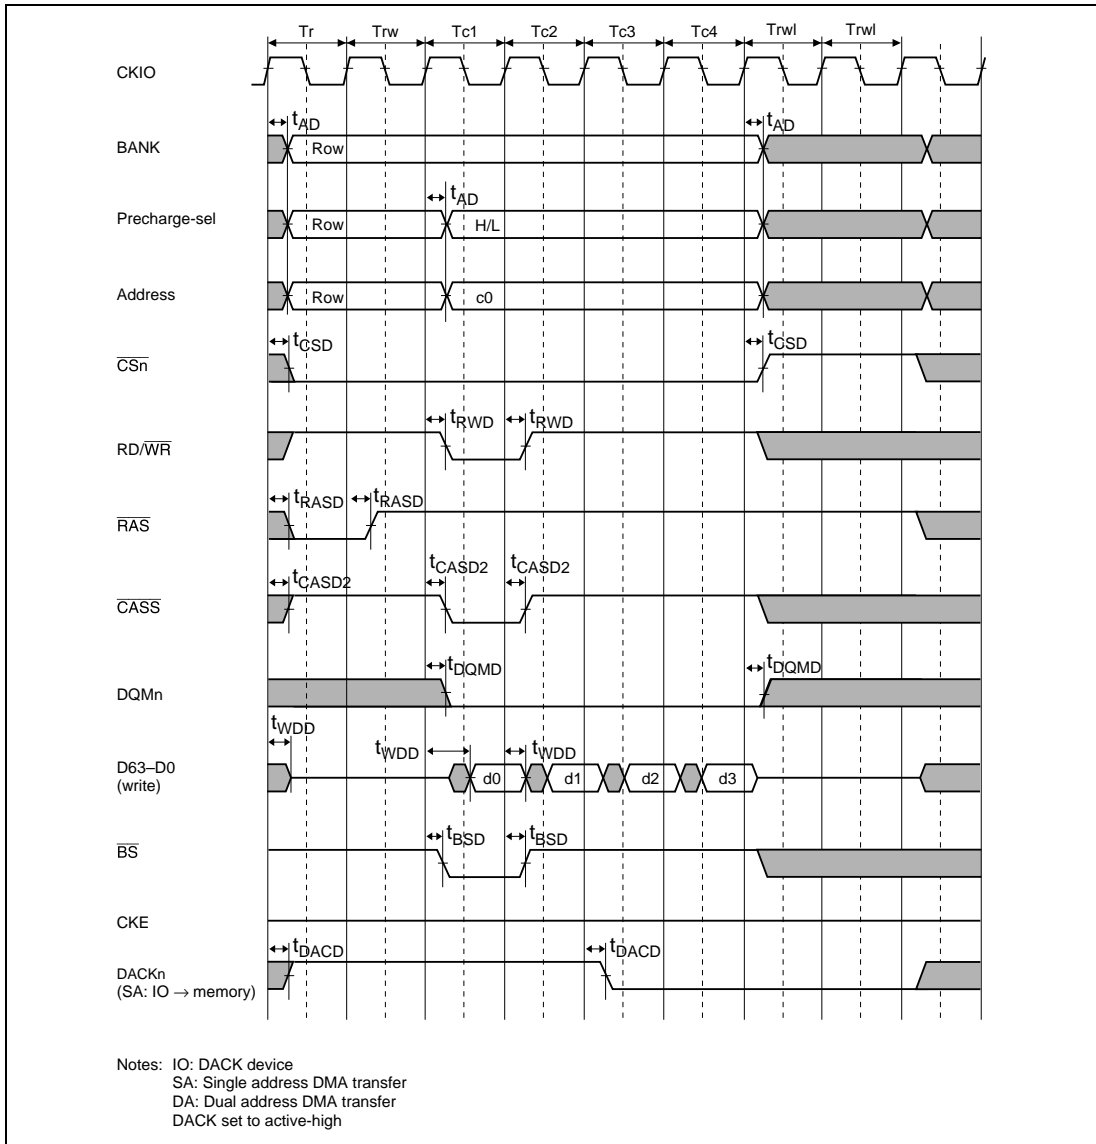 Tr Trw Tc1 Tc2 Tc3 Tc4 Trwl Trwl
CKIO
tAD tAD
BANK Row
tAD
Precharge-sel Row H/L
Address Row c0
tCSD tCSD
CSn
tRWD tRWD
RD/WR
tRASD tRASD
RAS
tCASD2 tCASD2 tCASD2
CASS
tDQMD tDQMD
DQMn
tWDD tWDD tWDD
D63–D0 d0 d1 d2 d3
(write)
tBSD tBSD
BS
CKE
tDACD tDACD
DACKn
(SA: IO → memory)
Notes: IO: DACK device
SA: Single address DMA transfer
DA: Dual address DMA transfer
DACK set to active-high